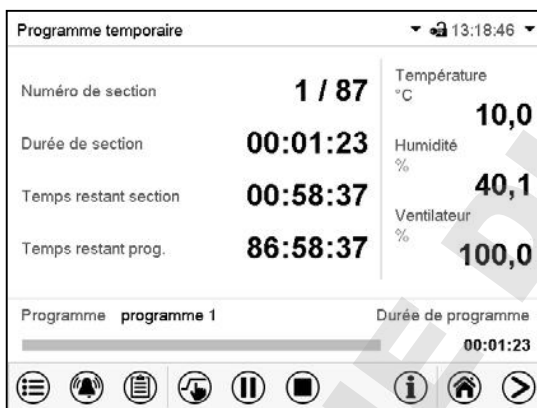 Programme temporaire 13:18:46
Numéro de section 1 / 87
Durée de section 00:01:23
Temps restant section 00:58:37
Temps restant prog. 86:58:37
Température
°C
10,0
Humidité
%
40,1
Ventilateur
%
100,0
Programme programme 1 Durée de programme
00:01:23